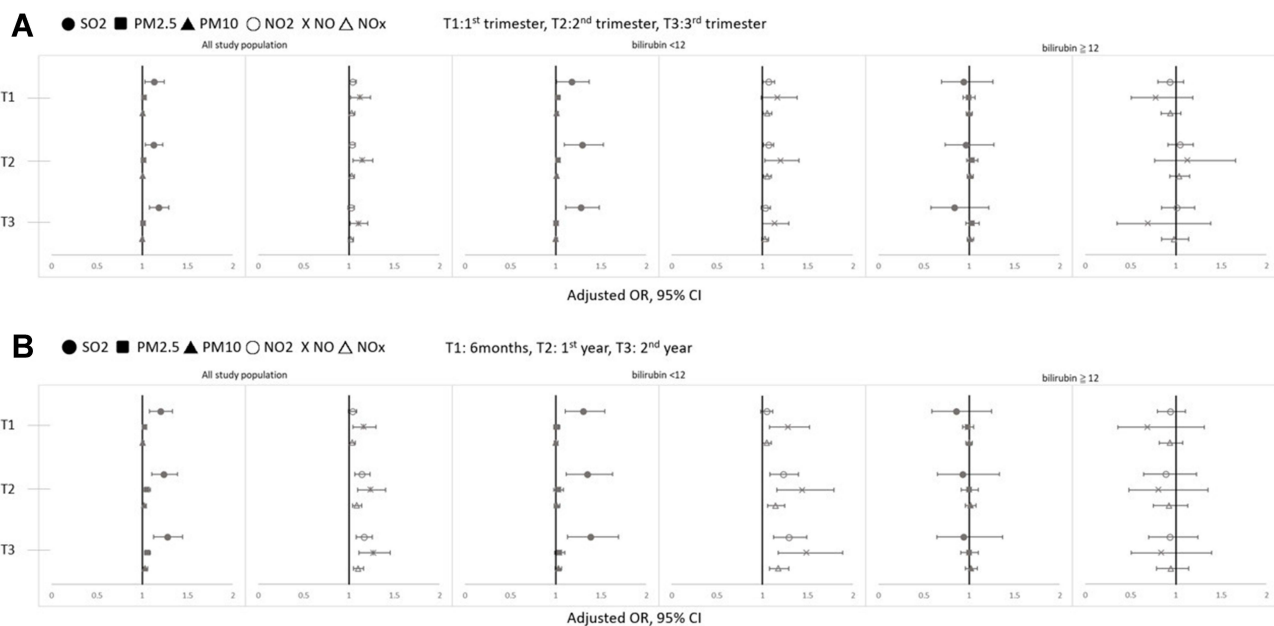 A
● SO2 ■ PM2.5 ▲ PM10 ○ NO2 X NO △ NOx T1:1st trimester, T2:2nd trimester, T3:3rd trimester
All study population bilirubin <12 bilirubin ≧ 12
T1
T2
T3
0 0.5 1 1.5 2 0 0.5 1 1.5 2 0 0.5 1 1.5 2 0 0.5 1 1.5 2 0 0.5 1 1.5 2 0 0.5 1 1.5 2
Adjusted OR, 95% CI
B
● SO2 ■ PM2.5 ▲ PM10 ○ NO2 X NO △ NOx T1: 6months, T2: 1st year, T3: 2nd year
All study population bilirubin <12 bilirubin ≧ 12
T1
T2
T3
0 0.5 1 1.5 2 0 0.5 1 1.5 2 0 0.5 1 1.5 2 0 0.5 1 1.5 2 0 0.5 1 1.5 2 0 0.5 1 1.5 2
Adjusted OR, 95% CI